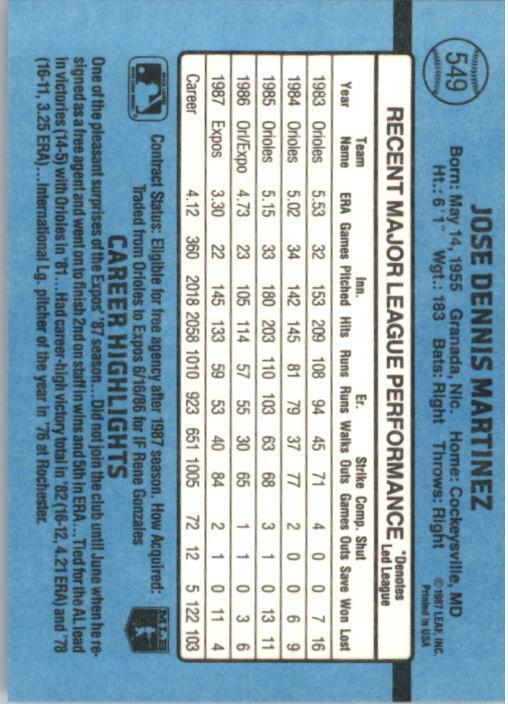 549
JOSE DENNIS MARTINEZ
Born: May 14, 1955 Granada, Nic. Home: Cockeysville, MD
Ht.: 6'1" Wgt.: 183 Bats: Right Throws: Right
© 1987 LEAF, INC.
Printed in USA
RECENT MAJOR LEAGUE PERFORMANCE *Denotes Led League
Year Team Name ERA Games Inn. Pitched Hits Runs Er. Runs Walks Strike Outs Comp. Games Shut Outs Save Won Lost
1983 Orioles 5.53 32 153 209 108 94 45 71 4 0 0 7 16
1984 Orioles 5.02 34 142 145 81 79 37 77 2 0 0 6 9
1985 Orioles 5.15 33 180 203 110 103 63 68 3 1 0 13 11
1986 Ori/Expo 4.73 23 105 114 57 55 30 65 1 1 0 3 6
1987 Expos 3.30 22 145 133 59 53 40 84 2 1 0 11 4
Career 4.12 360 2018 2058 1010 923 651 1005 72 12 5 122 103
Contract Status: Eligible for free agency after 1987 season. How Acquired:
Traded from Orioles to Expos 6/16/86 for IF Rene Gonzales
MLB
CAREER HIGHLIGHTS
One of the pleasant surprises of the Expos' '87 season... Did not join the club until June when he re-
signed as a free agent and went on to finish 2nd on staff in wins and 5th in ERA... Tied for the AL lead
in victories (14-5) with Orioles in '81... Had career-high victory total in '82 (16-12, 4.21 ERA) and '78
(16-11, 3.25 ERA)... International Lg. pitcher of the year in '76 at Rochester.